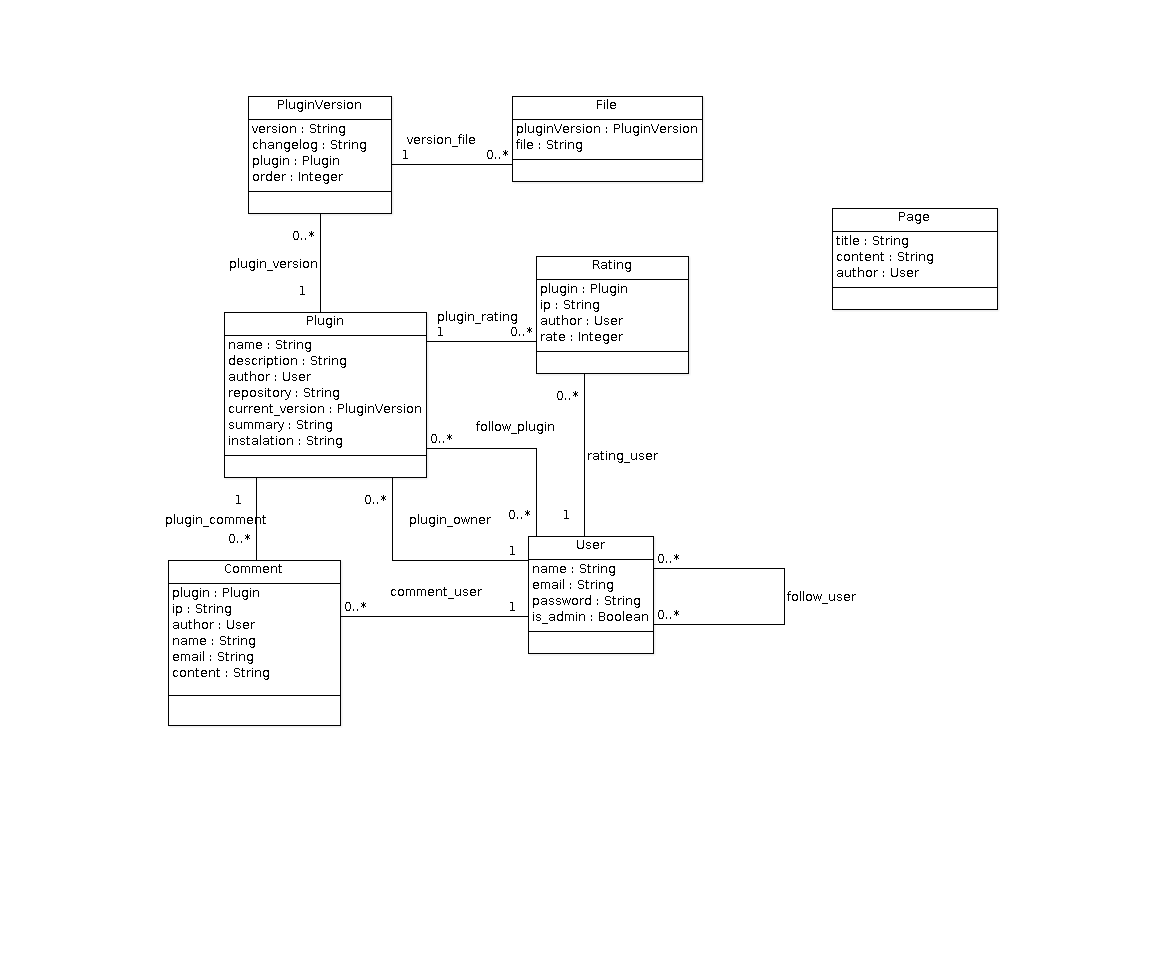 PluginVersion
version : String
changelog : String
plugin : Plugin
order : Integer
version_file
1
0..*
File
pluginVersion : PluginVersion
file : String
Page
title : String
content : String
author : User
0..*
plugin_version
1
Rating
plugin : Plugin
ip : String
author : User
rate : Integer
Plugin
name : String
description : String
author : User
repository : String
current_version : PluginVersion
summary : String
instalation : String
plugin_rating
1
0..*
0..*
follow_plugin
0..*
0..*
rating_user
1
1
plugin_comment
0..*
0..*
plugin_owner
1
Comment
plugin : Plugin
ip : String
author : User
name : String
email : String
content : String
comment_user
0..*
1
User
name : String
email : String
password : String
is_admin : Boolean
0..*
follow_user
0..*